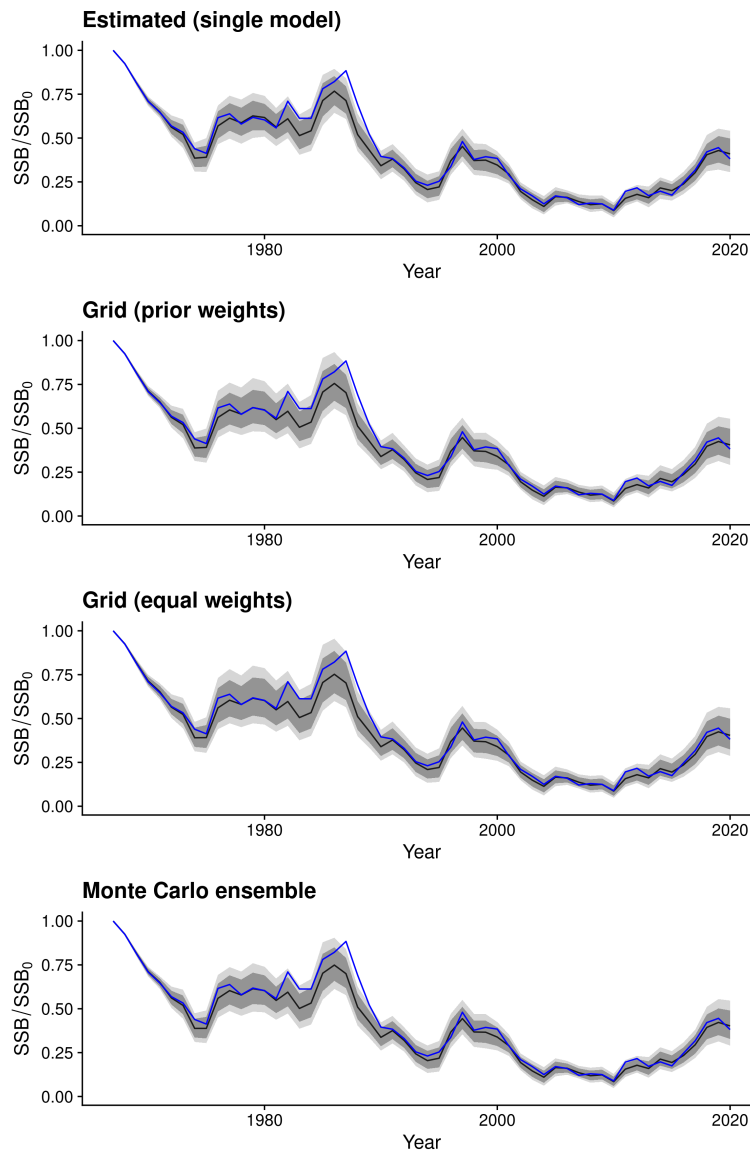 Estimated (single model)
SSB/SSB₀
1.00
0.75
0.50
0.25
0.00
1980
2000
2020
Year
Grid (prior weights)
SSB/SSB₀
1.00
0.75
0.50
0.25
0.00
1980
2000
2020
Year
Grid (equal weights)
SSB/SSB₀
1.00
0.75
0.50
0.25
0.00
1980
2000
2020
Year
Monte Carlo ensemble
SSB/SSB₀
1.00
0.75
0.50
0.25
0.00
1980
2000
2020
Year